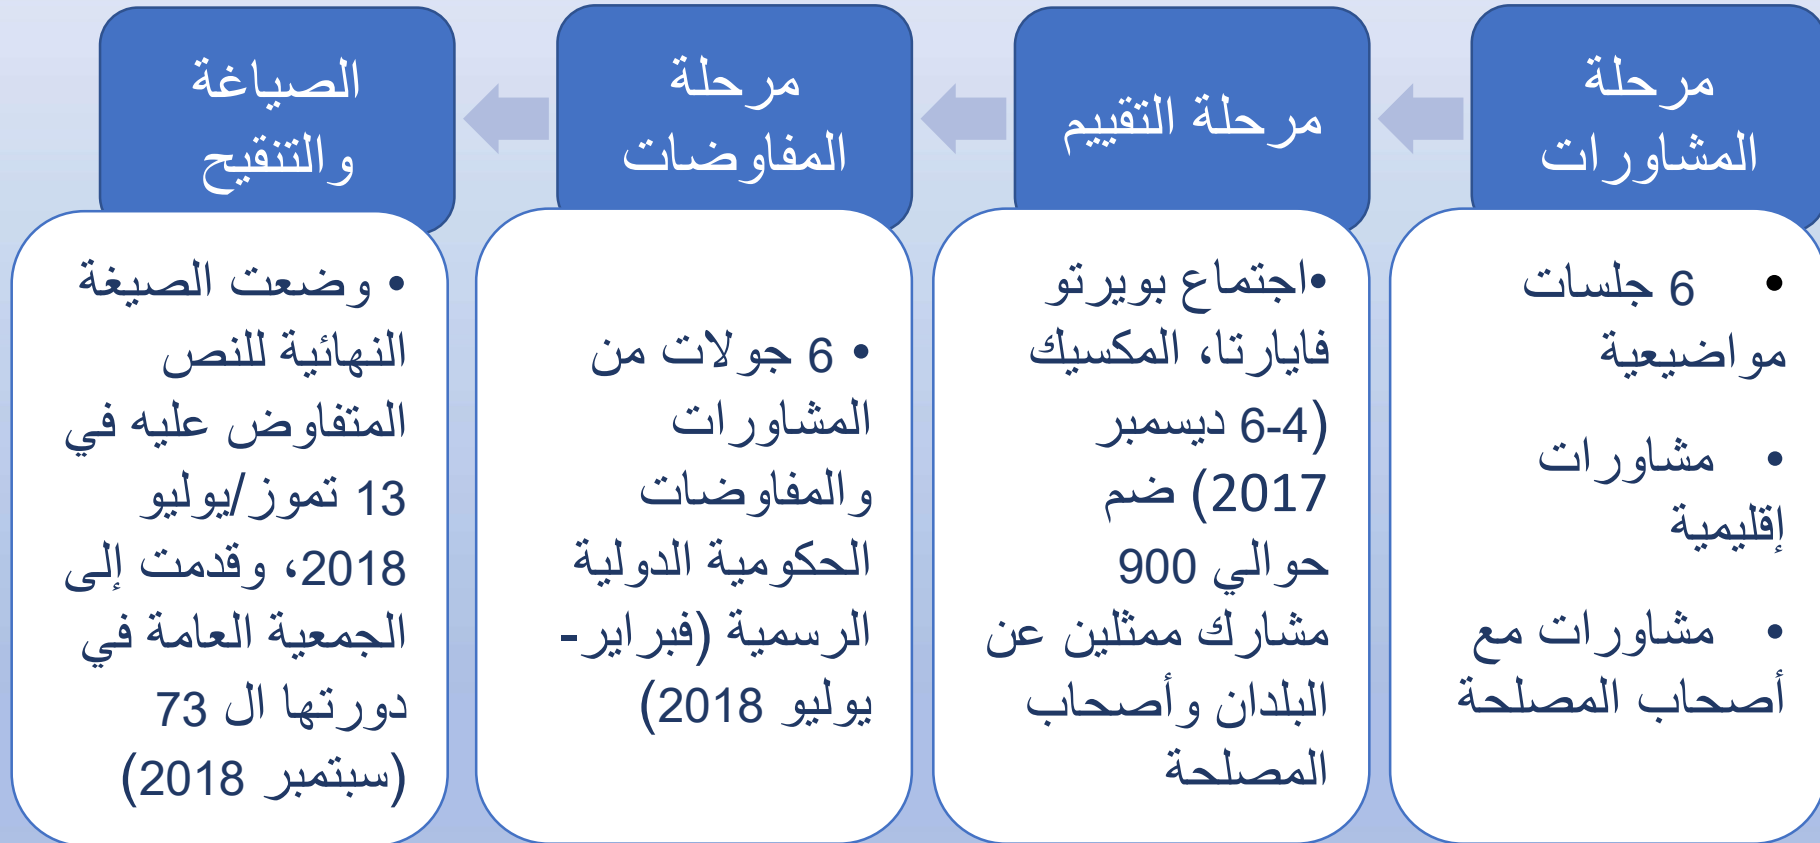 مرحلة
المشاورات
• 6 جلسات
مواضيعية
• مشاورات
إقليمية
• مشاورات مع
أصحاب المصلحة
مرحلة التقييم
•اجتماع بويرتو
فايارتا، المكسيك
(4-6 ديسمبر
2017) ضم
حوالي 900
مشارك ممثلين عن
البلدان وأصحاب
المصلحة
مرحلة
المفاوضات
• 6 جولات من
المشاورات
والمفاوضات
الحكومية الدولية
الرسمية (فبراير-
يوليو 2018)
الصياغة
والتنقيح
• وضعت الصيغة
النهائية للنص
المتفاوض عليه في
13 تموز/يوليو
2018، وقدمت إلى
الجمعية العامة في
دورتها ال 73
(سبتمبر 2018)